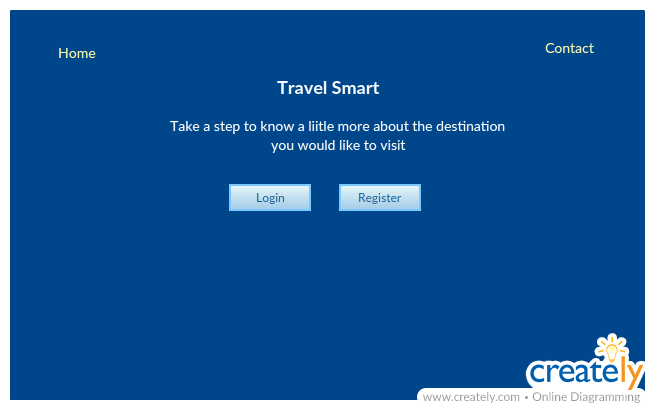 Home
Contact
Travel Smart
Take a step to know a liitle more about the destination
you would like to visit
Login
Register
creately
www.creately.com • Online Diagramming